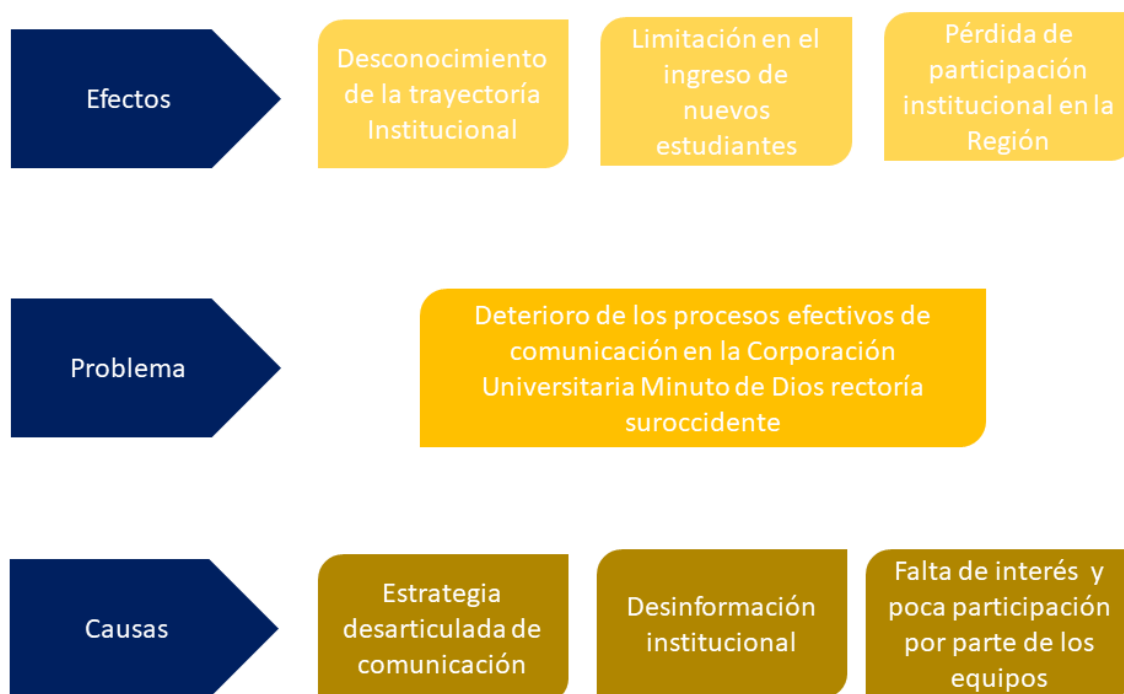 Efectos
Desconocimiento
de la trayectoría
Institucional
Limitación en el
ingreso de
nuevos
estudiantes
Pérdida de
participación
institucional en la
Región
Problema
Deterioro de los procesos efectivos de
comunicación en la Corporación
Universitaria Minuto de Dios rectoría
suroccidente
Causas
Estrategia
desarticulada de
comunicación
Desinformación
institucional
Falta de interés y
poca participación
por parte de los
equipos